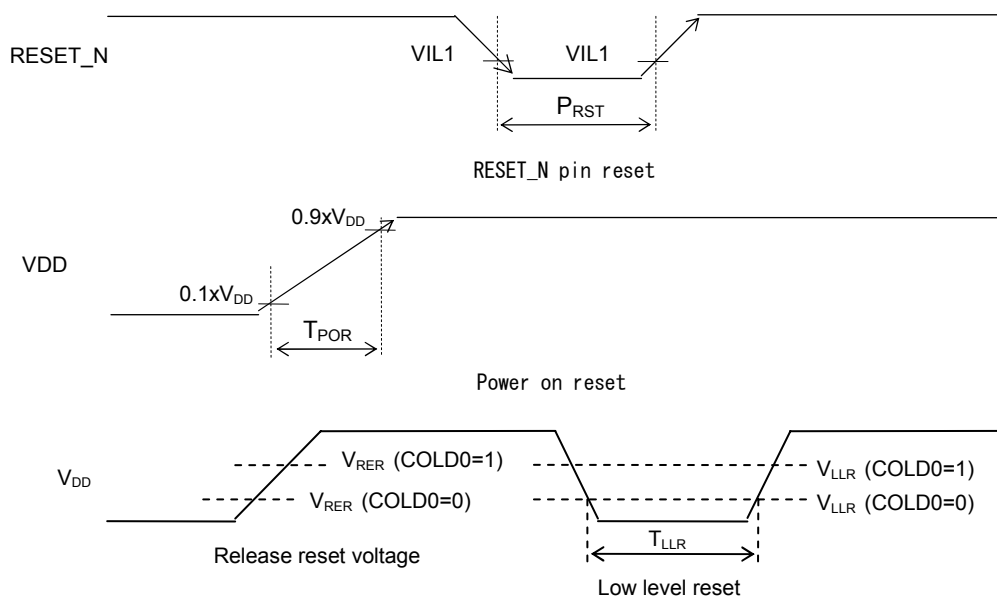 RESET_N
VIL1
VIL1
PRST
RESET_N pin reset
0.9xVDD
VDD
0.1xVDD
TPOR
Power on reset
VDD
VRER (COLD0=1)
VLLR (COLD0=1)
VRER (COLD0=0)
VLLR (COLD0=0)
TLLR
Release reset voltage
Low level reset